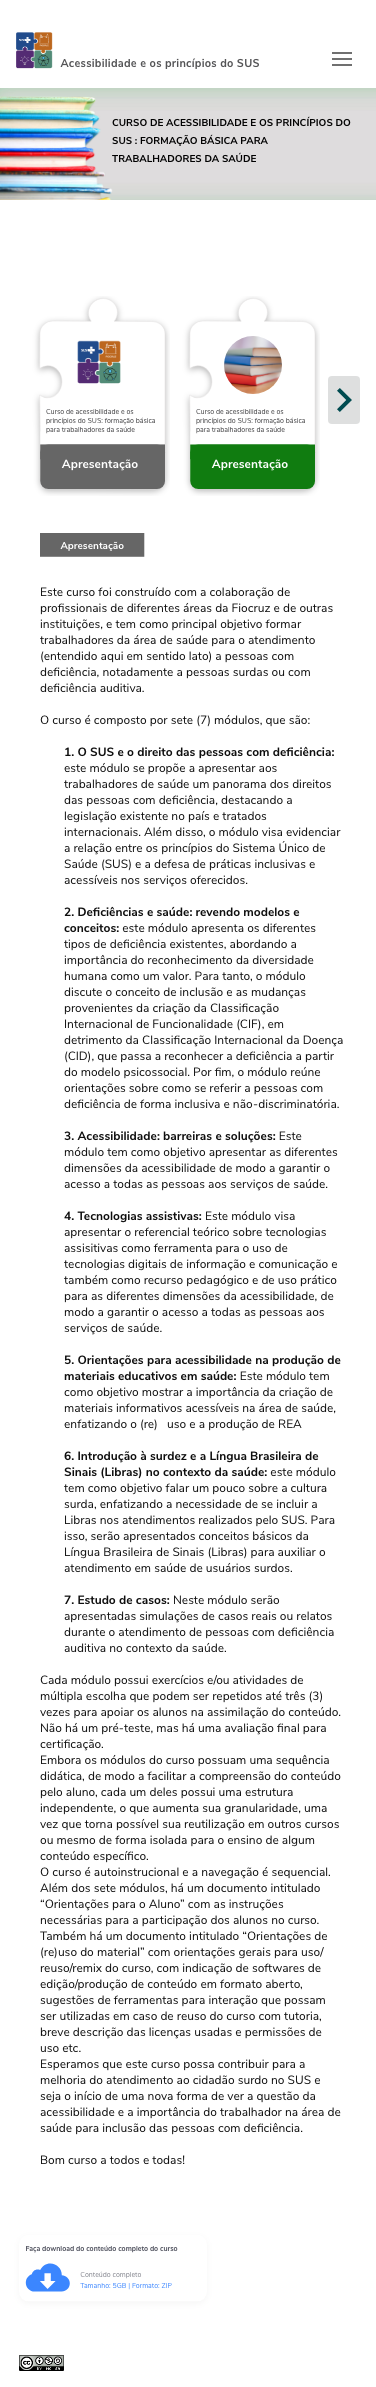 Acessibilidade e os princípios do SUS
CURSO DE ACESSIBILIDADE E OS PRINCÍPIOS DO
SUS : FORMAÇÃO BÁSICA PARA
TRABALHADORES DA SAÚDE
Curso de acessibilidade e os
princípios do SUS: formação básica
para trabalhadores da saúde
Apresentação
Curso de acessibilidade e os
princípios do SUS: formação básica
para trabalhadores da saúde
Apresentação
Apresentação
Este curso foi construído com a colaboração de
profissionais de diferentes áreas da Fiocruz e de outras
instituições, e tem como principal objetivo formar
trabalhadores da área de saúde para o atendimento
(entendido aqui em sentido lato) a pessoas com
deficiência, notadamente a pessoas surdas ou com
deficiência auditiva.
O curso é composto por sete (7) módulos, que são:
1. O SUS e o direito das pessoas com deficiência:
este módulo se propõe a apresentar aos
trabalhadores de saúde um panorama dos direitos
das pessoas com deficiência, destacando a
legislação existente no país e tratados
internacionais. Além disso, o módulo visa evidenciar
a relação entre os princípios do Sistema Único de
Saúde (SUS) e a defesa de práticas inclusivas e
acessíveis nos serviços oferecidos.
2. Deficiências e saúde: revendo modelos e
conceitos: este módulo apresenta os diferentes
tipos de deficiência existentes, abordando a
importância do reconhecimento da diversidade
humana como um valor. Para tanto, o módulo
discute o conceito de inclusão e as mudanças
provenientes da criação da Classificação
Internacional de Funcionalidade (CIF), em
detrimento da Classificação Internacional da Doença
(CID), que passa a reconhecer a deficiência a partir
do modelo psicossocial. Por fim, o módulo reúne
orientações sobre como se referir a pessoas com
deficiência de forma inclusiva e não-discriminatória.
3. Acessibilidade: barreiras e soluções: Este
módulo tem como objetivo apresentar as diferentes
dimensões da acessibilidade de modo a garantir o
acesso a todas as pessoas aos serviços de saúde.
4. Tecnologias assistivas: Este módulo visa
apresentar o referencial teórico sobre tecnologias
assisitivas como ferramenta para o uso de
tecnologias digitais de informação e comunicação e
também como recurso pedagógico e de uso prático
para as diferentes dimensões da acessibilidade, de
modo a garantir o acesso a todas as pessoas aos
serviços de saúde.
5. Orientações para acessibilidade na produção de
materiais educativos em saúde: Este módulo tem
como objetivo mostrar a importância da criação de
materiais informativos acessíveis na área de saúde,
enfatizando o (re) uso e a produção de REA
6. Introdução à surdez e a Língua Brasileira de
Sinais (Libras) no contexto da saúde: este módulo
tem como objetivo falar um pouco sobre a cultura
surda, enfatizando a necessidade de se incluir a
Libras nos atendimentos realizados pelo SUS. Para
isso, serão apresentados conceitos básicos da
Língua Brasileira de Sinais (Libras) para auxiliar o
atendimento em saúde de usuários surdos.
7. Estudo de casos: Neste módulo serão
apresentadas simulações de casos reais ou relatos
durante o atendimento de pessoas com deficiência
auditiva no contexto da saúde.
Cada módulo possui exercícios e/ou atividades de
múltipla escolha que podem ser repetidos até três (3)
vezes para apoiar os alunos na assimilação do conteúdo.
Não há um pré-teste, mas há uma avaliação final para
certificação.
Embora os módulos do curso possuam uma sequência
didática, de modo a facilitar a compreensão do conteúdo
pelo aluno, cada um deles possui uma estrutura
independente, o que aumenta sua granularidade, uma
vez que torna possível sua reutilização em outros cursos
ou mesmo de forma isolada para o ensino de algum
conteúdo específico.
O curso é autoinstrucional e a navegação é sequencial.
Além dos sete módulos, há um documento intitulado
“Orientações para o Aluno” com as instruções
necessárias para a participação dos alunos no curso.
Também há um documento intitulado “Orientações de
(re)uso do material” com orientações gerais para uso/
reuso/remix do curso, com indicação de softwares de
edição/produção de conteúdo em formato aberto,
sugestões de ferramentas para interação que possam
ser utilizadas em caso de reuso do curso com tutoria,
breve descrição das licenças usadas e permissões de
uso etc.
Esperamos que este curso possa contribuir para a
melhoria do atendimento ao cidadão surdo no SUS e
seja o início de uma nova forma de ver a questão da
acessibilidade e a importância do trabalhador na área de
saúde para inclusão das pessoas com deficiência.
Bom curso a todos e todas!
Faça download do conteúdo completo do curso
Conteúdo completo
Tamanho: 5GB | Formato: ZIP